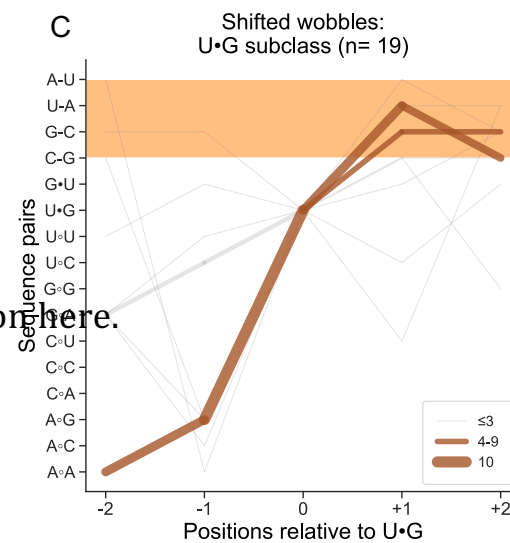 C
Shifted wobbles:
U•G subclass (n= 19)
A-U
U-A
G-C
C-G
G•U
U•G
U◦U
U◦C
G◦G
G◦A
C◦U
C◦C
C◦A
A◦G
A◦C
A◦A
Sequence pairs
on here.
≤3
4-9
10
-2 -1 0 +1 +2
Positions relative to U•G